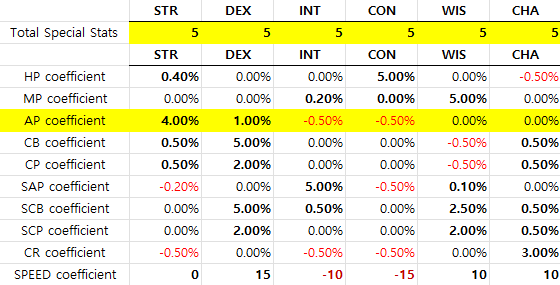 STR DEX INT CON WIS CHA
Total Special Stats 5 5 5 5 5 5
STR DEX INT CON WIS CHA
HP coefficient 0.40% 0.00% 0.00% 5.00% 0.00% -0.50%
MP coefficient 0.00% 0.00% 0.20% 0.00% 5.00% 0.00%
AP coefficient 4.00% 1.00% -0.50% -0.50% 0.00% 0.00%
CB coefficient 0.50% 5.00% 0.00% 0.00% -0.50% 0.50%
CP coefficient 0.50% 2.00% 0.00% 0.00% -0.50% 0.50%
SAP coefficient -0.20% 0.00% 5.00% -0.50% 0.10% 0.00%
SCB coefficient 0.00% 5.00% 0.50% 0.00% 2.50% 0.50%
SCP coefficient 0.00% 2.00% 0.00% 0.00% 2.00% 0.50%
CR coefficient -0.50% 0.00% -0.50% -0.50% 0.00% 3.00%
SPEED coefficient 0 15 -10 -15 10 10